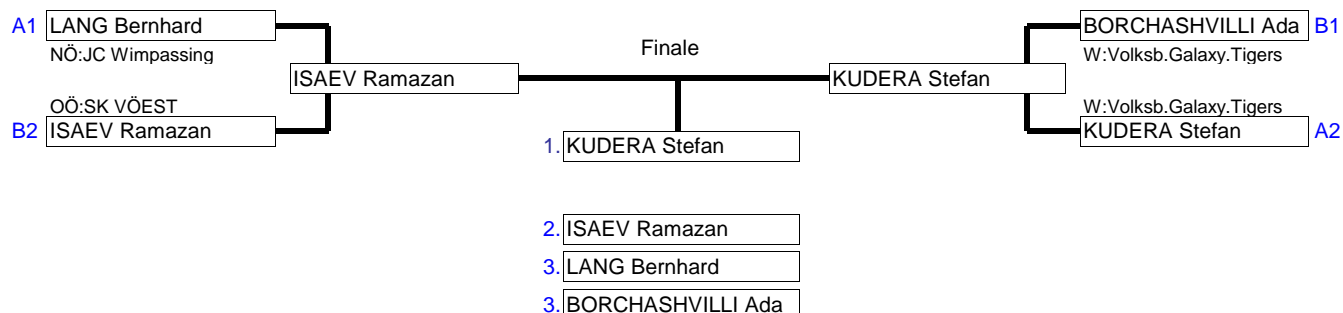 A1 LANG Bernhard
NÖ:JC Wimpassing
ISAEV Ramazan
OÖ:SK VÖEST
B2 ISAEV Ramazan
Finale
1. KUDERA Stefan
BORCHASHVILLI Ada B1
W:Volksb.Galaxy.Tigers
KUDERA Stefan
W:Volksb.Galaxy.Tigers
KUDERA Stefan A2
2. ISAEV Ramazan
3. LANG Bernhard
3. BORCHASHVILLI Ada